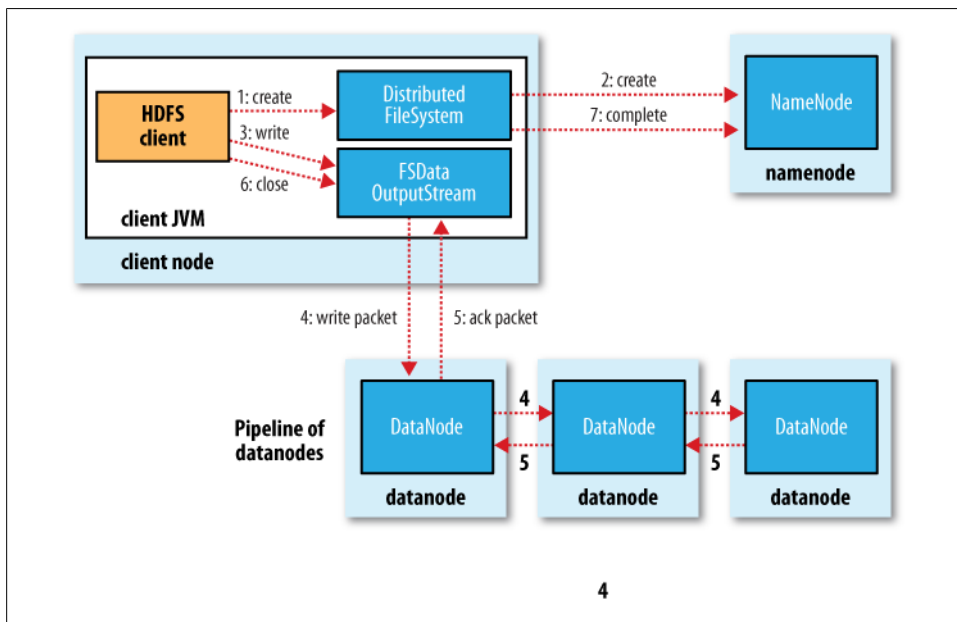 1: create
2: create
7: complete
HDFS
client
Distributed
FileSystem
NameNode
3: write
6: close
FSData
OutputStream
namenode
client JVM
client node
4: write packet
5: ack packet
Pipeline of
datanodes
DataNode
4
5
DataNode
4
5
DataNode
datanode
datanode
datanode
4